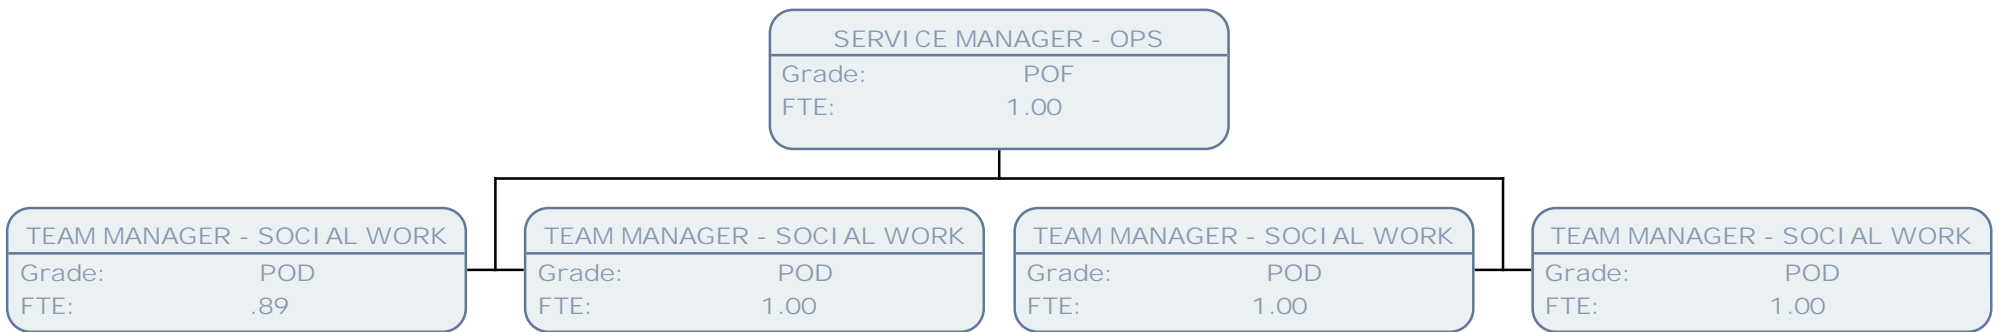 SERVICE MANAGER - OPS
Grade: POF
FTE: 1.00
TEAM MANAGER - SOCIAL WORK
Grade: POD
FTE: .89
TEAM MANAGER - SOCIAL WORK
Grade: POD
FTE: 1.00
TEAM MANAGER - SOCIAL WORK
Grade: POD
FTE: 1.00
TEAM MANAGER - SOCIAL WORK
Grade: POD
FTE: 1.00